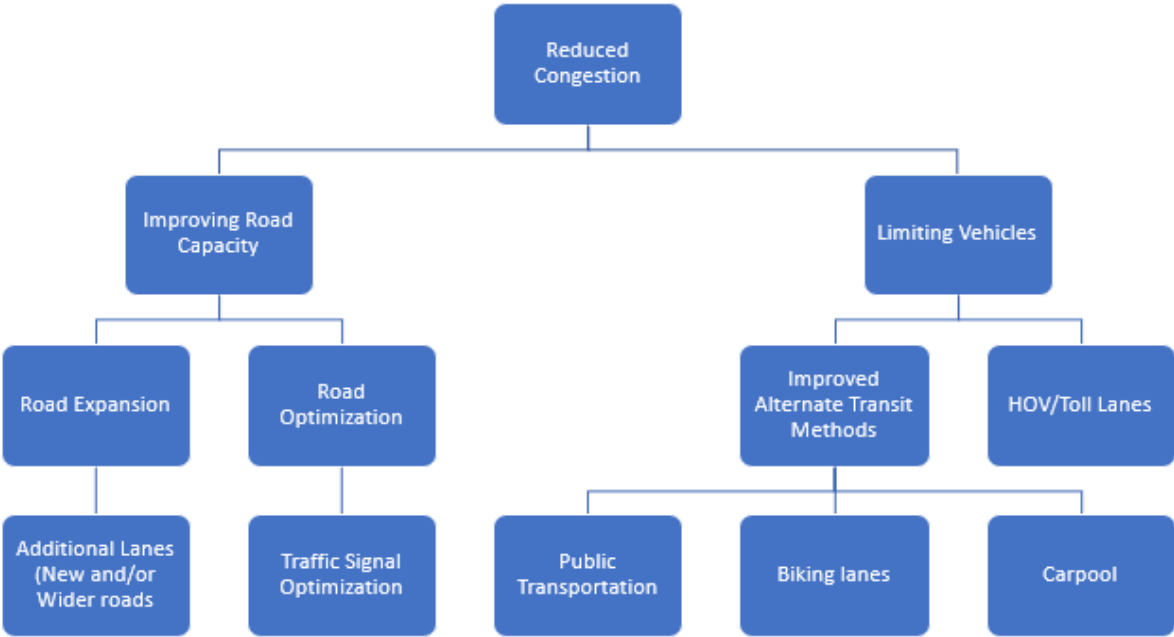 Reduced
Congestion
Improving Road
Capacity
Limiting Vehicles
Road Expansion
Road
Optimization
Improved
Alternate Transit
Methods
HOV/Toll Lanes
Additional Lanes
(New and/or
Wider roads
Traffic Signal
Optimization
Public
Transportation
Biking lanes
Carpool